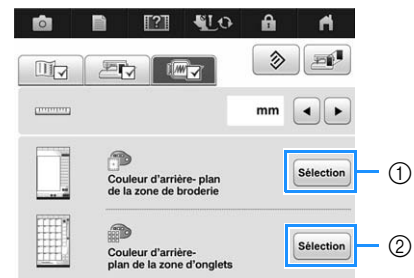 mm
Couleur d'arrière- plan
de la zone de broderie
Sélection
①
Couleur d'arrière-
plan de la zone d'onglets
Sélection
②